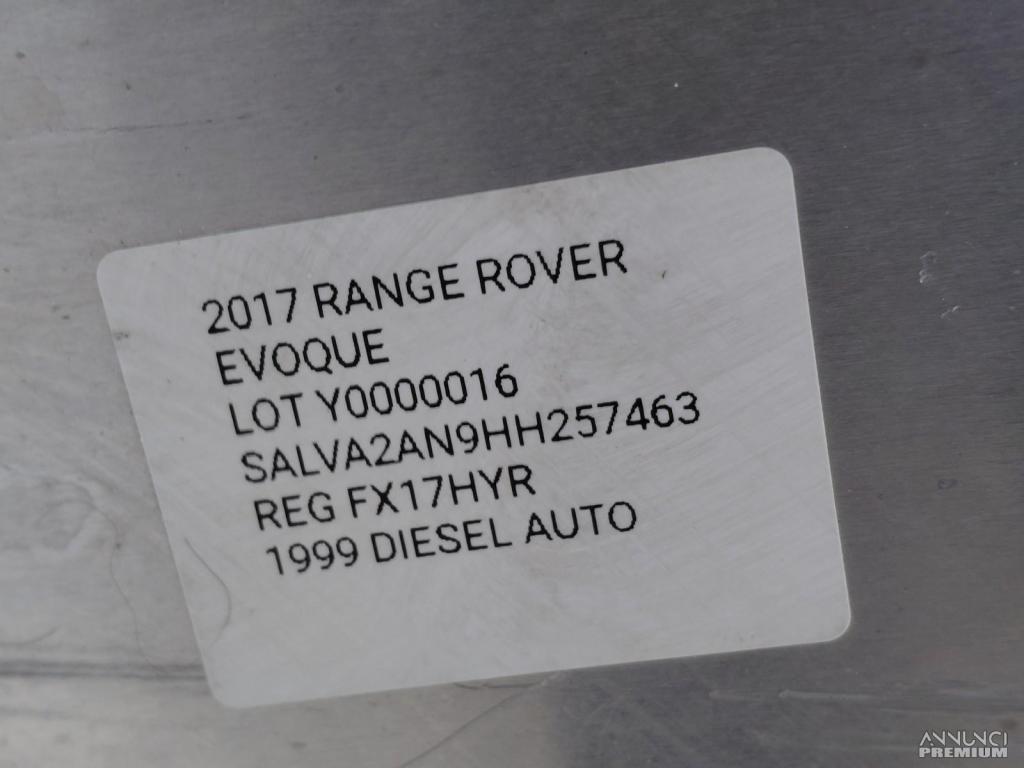 2017 RANGE ROVER
EVOQUE
LOT Y0000016
SALVA2AN9HH257463
REG FX17HYR
1999 DIESEL AUTO
ANNUNCI
PREMIUM